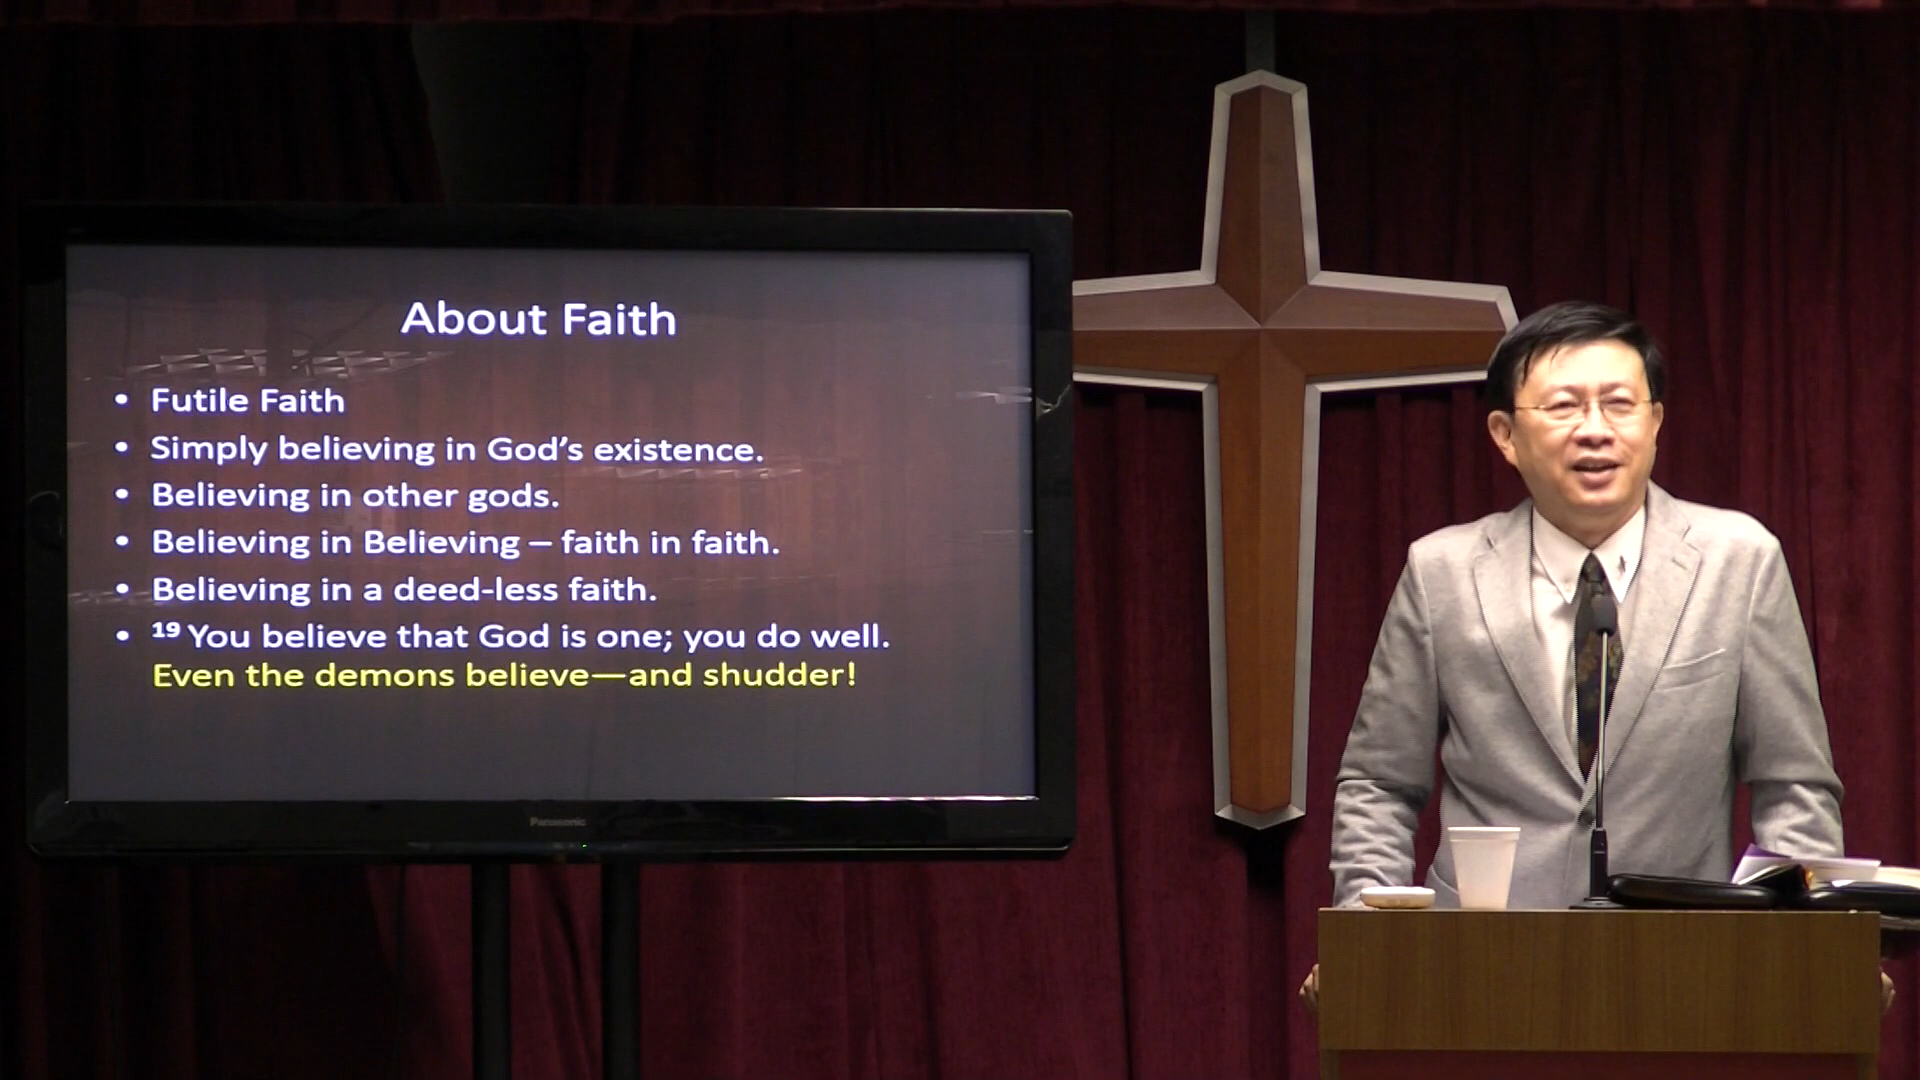 About Faith
• Futile Faith
• Simply believing in God's existence.
• Believing in other gods.
• Believing in Believing – faith in faith.
• Believing in a deed-less faith.
• ¹⁹ You believe that God is one; you do well.
Even the demons believe—and shudder!
Panasonic